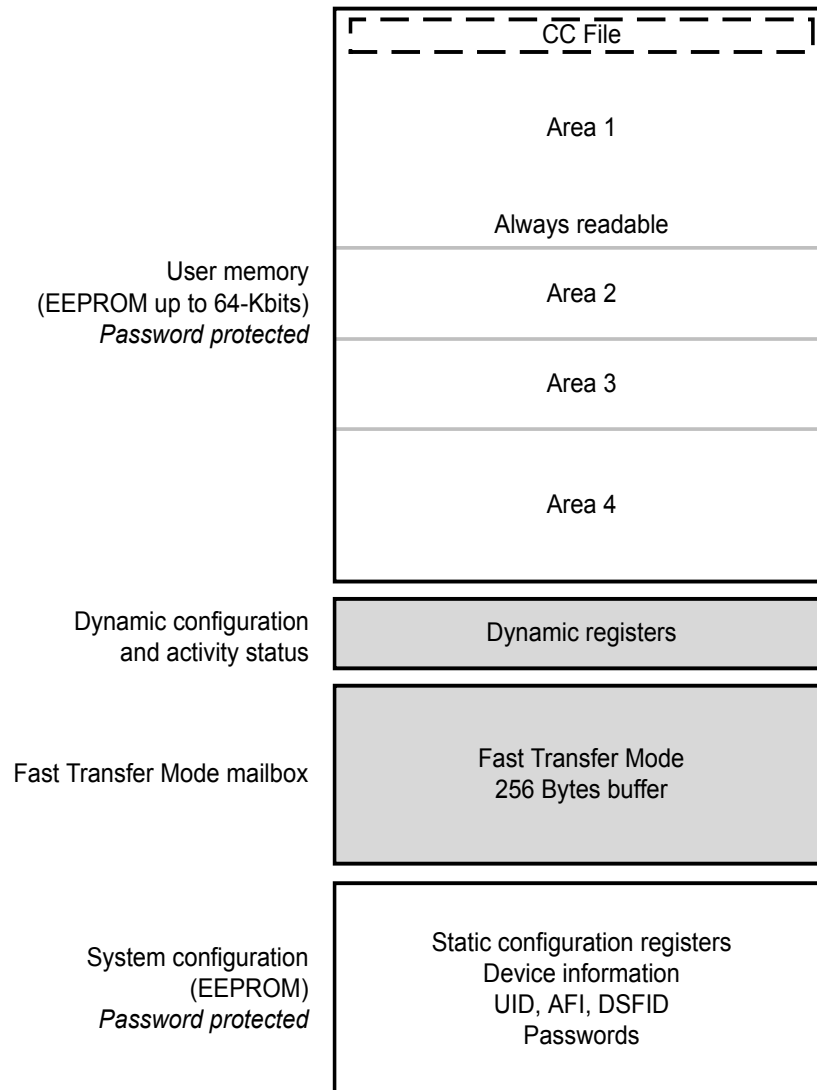 CC File
Area 1
Always readable
User memory
(EEPROM up to 64-Kbits)
Password protected
Area 2
Area 3
Area 4
Dynamic configuration
and activity status
Dynamic registers
Fast Transfer Mode mailbox
Fast Transfer Mode
256 Bytes buffer
System configuration
(EEPROM)
Password protected
Static configuration registers
Device information
UID, AFI, DSFID
Passwords